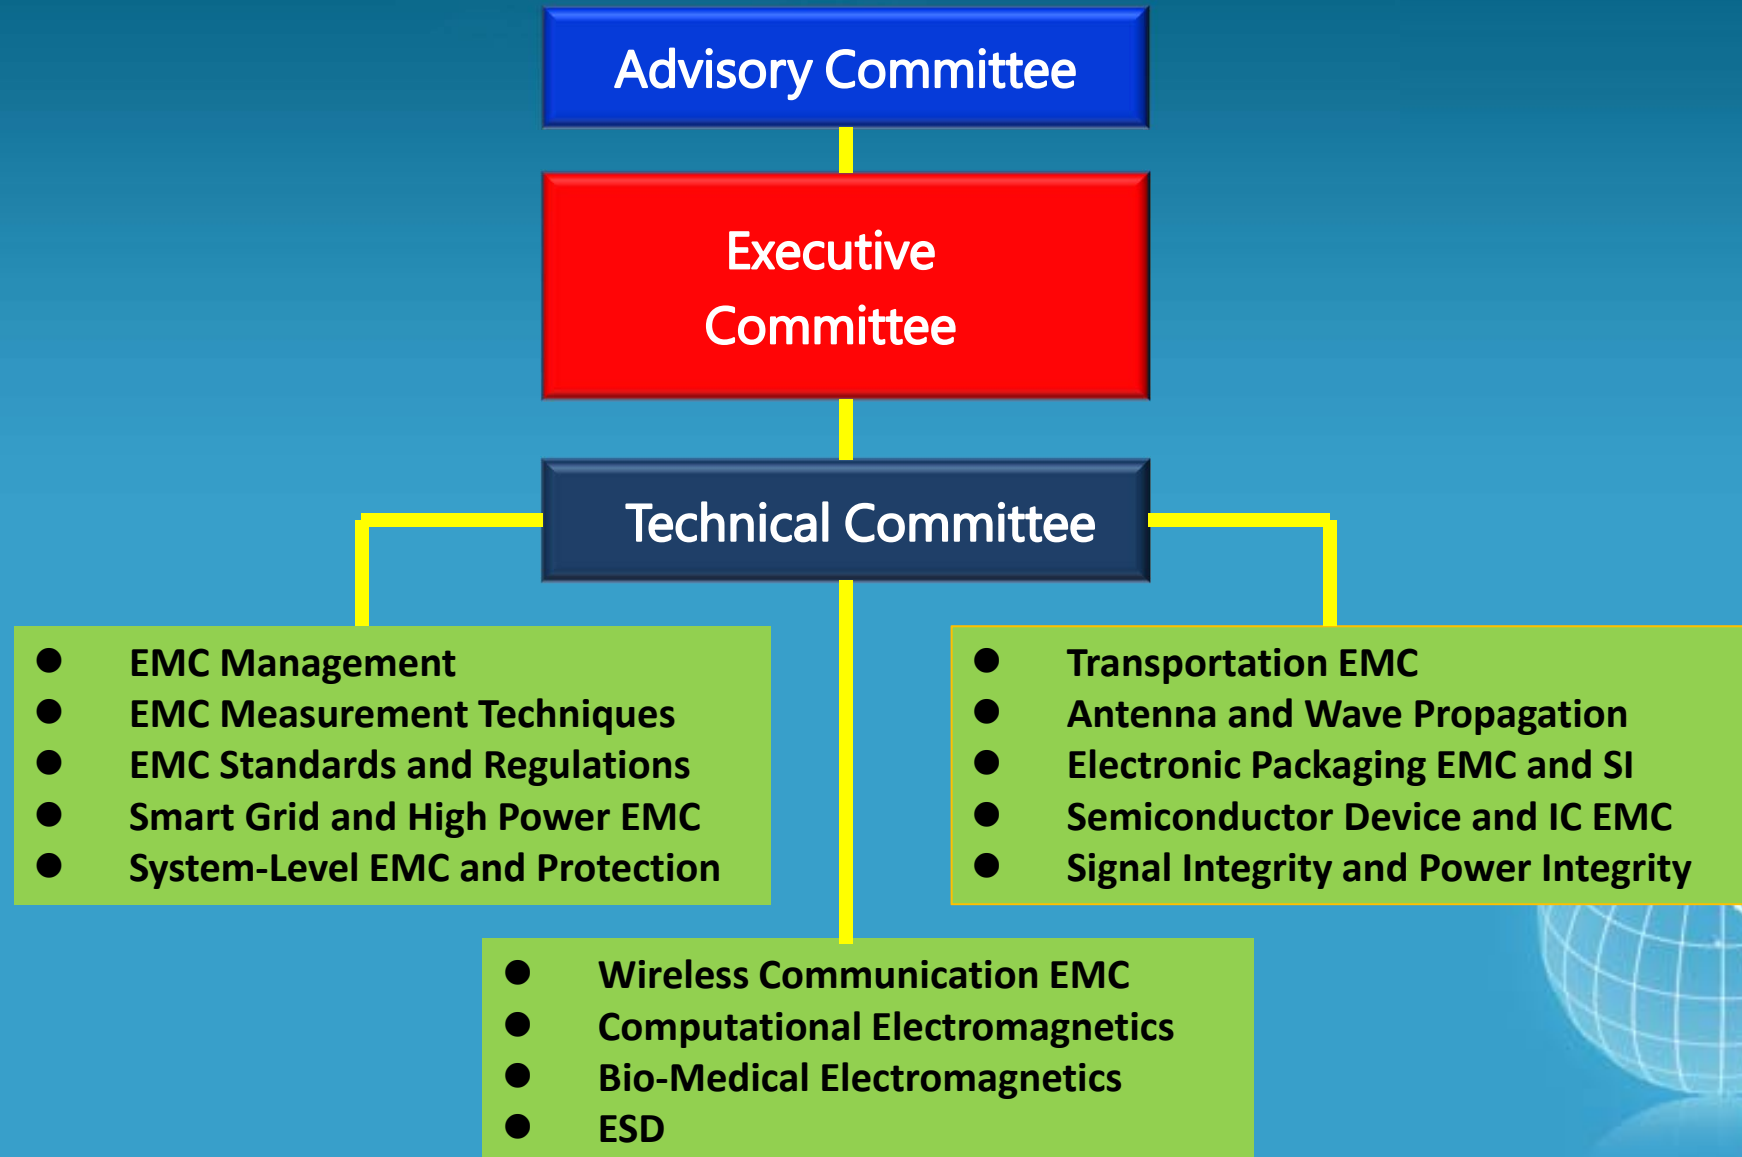 Advisory Committee
Executive
Committee
Technical Committee
● EMC Management
● EMC Measurement Techniques
● EMC Standards and Regulations
● Smart Grid and High Power EMC
● System-Level EMC and Protection
● Transportation EMC
● Antenna and Wave Propagation
● Electronic Packaging EMC and SI
● Semiconductor Device and IC EMC
● Signal Integrity and Power Integrity
● Wireless Communication EMC
● Computational Electromagnetics
● Bio-Medical Electromagnetics
● ESD